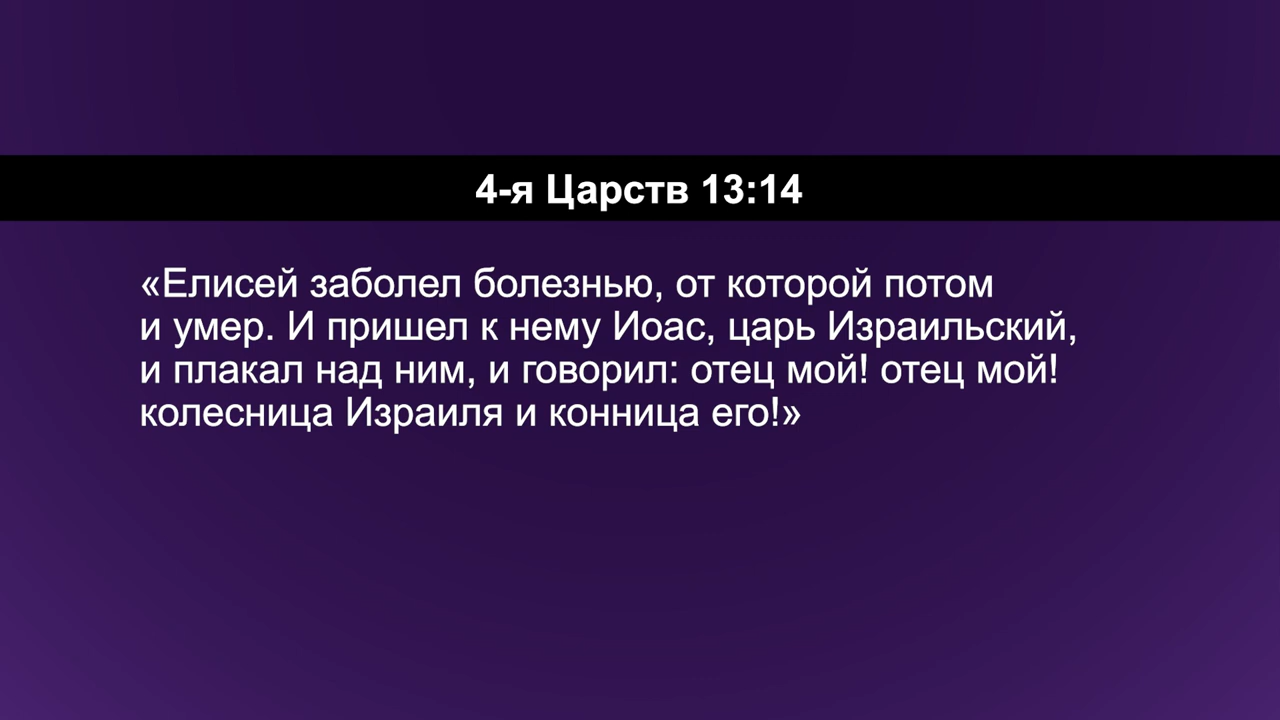 4-я Царств 13:14
«Елисей заболел болезнью, от которой потом
и умер. И пришел к нему Иоас, царь Израильский,
и плакал над ним, и говорил: отец мой! отец мой!
колесница Израиля и конница его!»